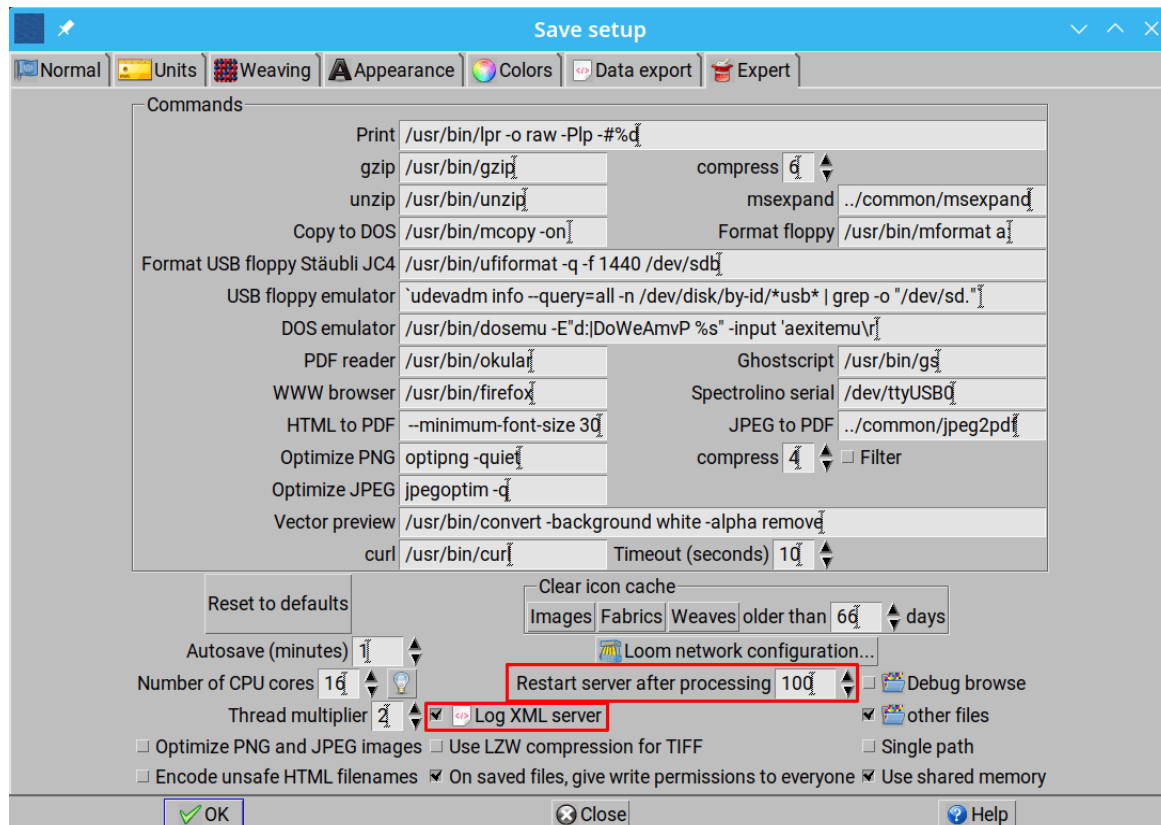 Save setup
Normal Units Weaving Appearance Colors Data export Expert
Commands
Print /usr/bin/lpr -o raw -Plp -#%d
gzip /usr/bin/gzip compress 6
unzip /usr/bin/unzip msexpand ../common/msexpand
Copy to DOS /usr/bin/mcopy -on Format floppy /usr/bin/mformat a
Format USB floppy Stäubli JC4 /usr/bin/ufiformat -q -f 1440 /dev/sdb
USB floppy emulator `udevadm info --query=all -n /dev/disk/by-id/*usb* | grep -o "/dev/sd."`
DOS emulator /usr/bin/dosemu -E"d:|DoWeAmvP %s" -input 'aexitemu\r
PDF reader /usr/bin/okular Ghostscript /usr/bin/gs
WWW browser /usr/bin/firefox Spectrolino serial /dev/ttyUSB0
HTML to PDF --minimum-font-size 30 JPEG to PDF ../common/jpeg2pdf
Optimize PNG optipng -quiet compress 4 Filter
Optimize JPEG jpegoptim -q
Vector preview /usr/bin/convert -background white -alpha remove
curl /usr/bin/curl Timeout (seconds) 10
Clear icon cache
Reset to defaults Images Fabrics Weaves older than 66 days
Autosave (minutes) 1 Loom network configuration...
Number of CPU cores 16 Restart server after processing 100 Debug browse
Thread multiplier 2 Log XML server other files
Optimize PNG and JPEG images Use LZW compression for TIFF Single path
Encode unsafe HTML filenames On saved files, give write permissions to everyone Use shared memory
OK Close Help